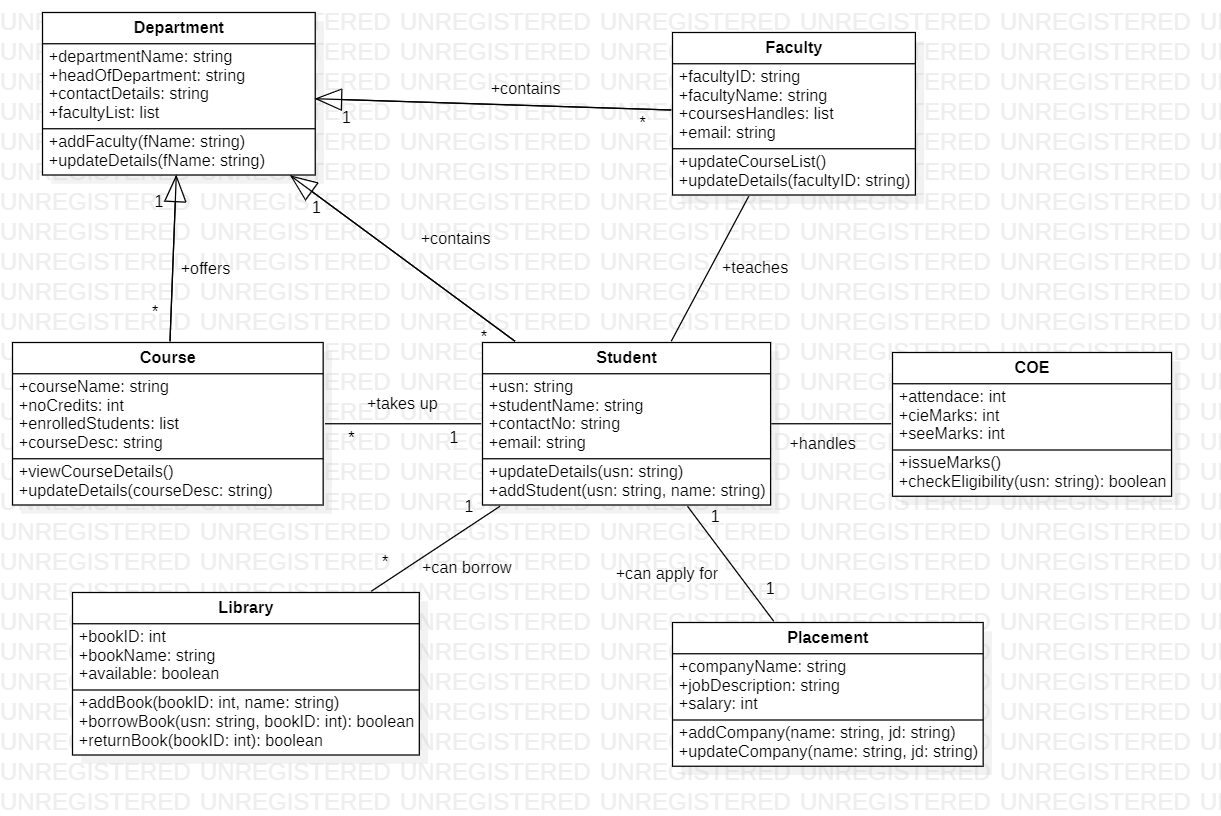 Department
+departmentName: string
+headOfDepartment: string
+contactDetails: string
+facultyList: list
+addFaculty(fName: string)
+updateDetails(fName: string)
Faculty
+facultyID: string
+facultyName: string
+coursesHandles: list
+email: string
+updateCourseList()
+updateDetails(facultyID: string)
+contains
1
*
1
+offers
*
1
+contains
*
+teaches
Course
+courseName: string
+noCredits: int
+enrolledStudents: list
+courseDesc: string
+viewCourseDetails()
+updateDetails(courseDesc: string)
+takes up
*
1
Student
+usn: string
+studentName: string
+contactNo: string
+email: string
+updateDetails(usn: string)
+addStudent(usn: string, name: string)
+handles
COE
+attendace: int
+cieMarks: int
+seeMarks: int
+issueMarks()
+checkEligibility(usn: string): boolean
1
*
+can borrow
1
+can apply for
1
Library
+bookID: int
+bookName: string
+available: boolean
+addBook(bookID: int, name: string)
+borrowBook(usn: string, bookID: int): boolean
+returnBook(bookID: int): boolean
Placement
+companyName: string
+jobDescription: string
+salary: int
+addCompany(name: string, jd: string)
+updateCompany(name: string, jd: string)
UNREGISTERED UNREGISTERED UNREGISTERED UNREGISTERED UNREGISTERED UNREGISTERED